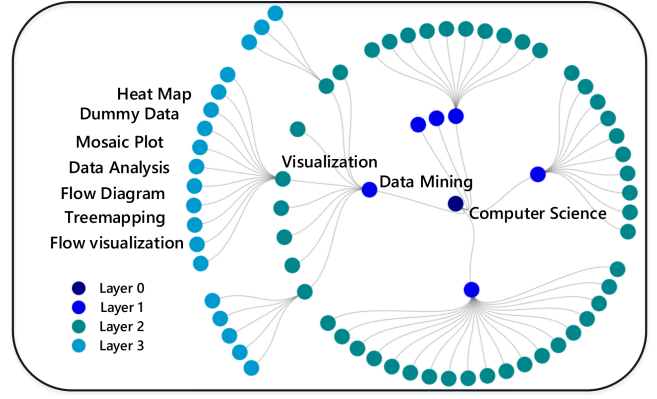 Heat Map
Dummy Data
Mosaic Plot
Visualization
Data Analysis
Data Mining
Flow Diagram
Computer Science
Treemapping
Flow visualization
Layer 0
Layer 1
Layer 2
Layer 3